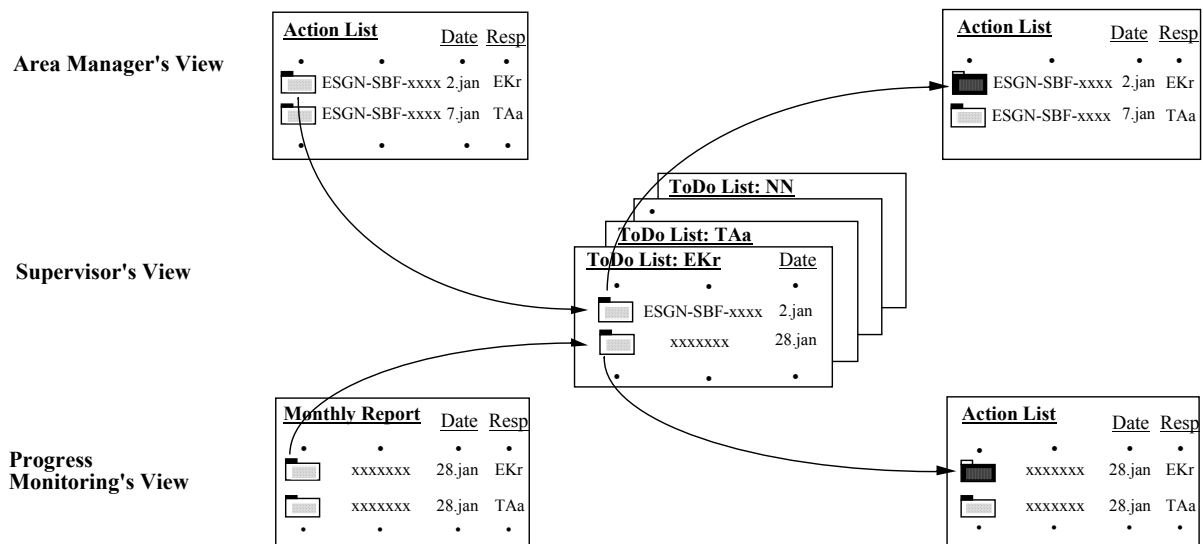 Area Manager's View
Action List Date Resp
ESGN-SBF-xxxx 2.jan EKr
ESGN-SBF-xxxx 7.jan TAa
Action List Date Resp
ESGN-SBF-xxxx 2.jan EKr
ESGN-SBF-xxxx 7.jan TAa
Supervisor's View
ToDo List: NN
ToDo List: TAa
ToDo List: EKr Date
ESGN-SBF-xxxx 2.jan
xxxxxxx 28.jan
Progress
Monitoring's View
Monthly Report Date Resp
xxxxxxx 28.jan EKr
xxxxxxx 28.jan TAa
Action List Date Resp
xxxxxxx 28.jan EKr
xxxxxxx 28.jan TAa